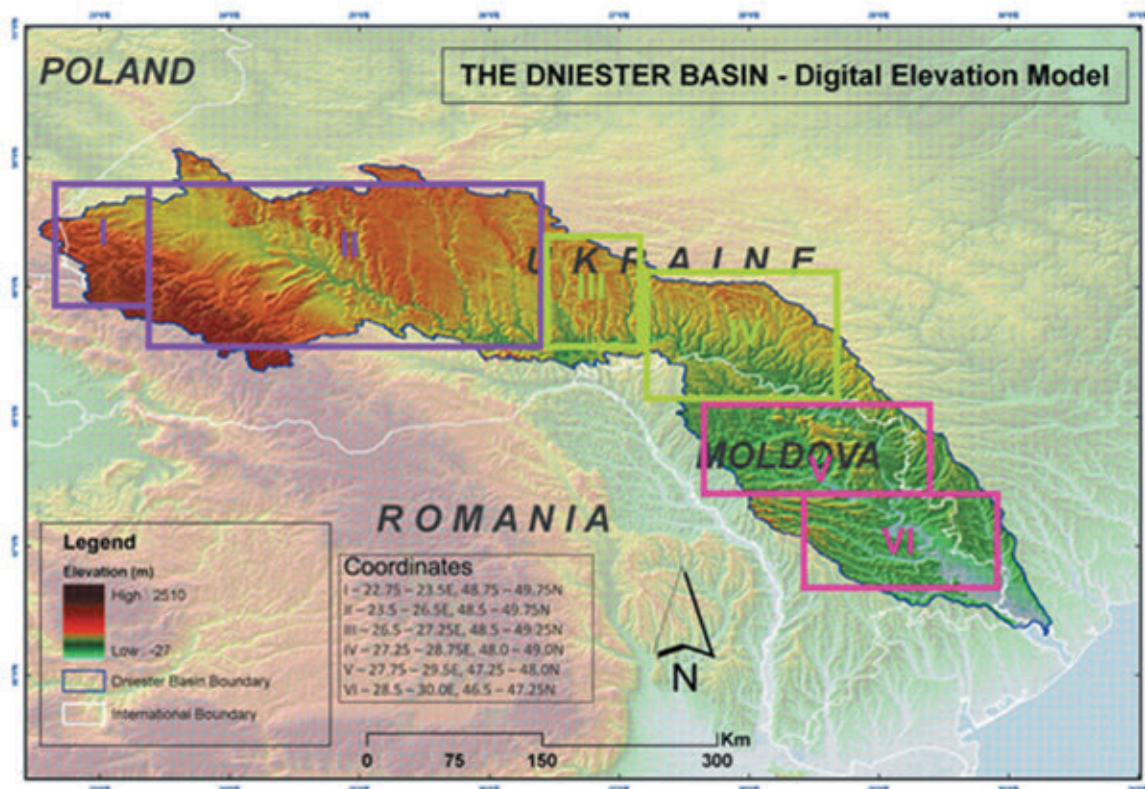 POLAND
THE DNIESTER BASIN - Digital Elevation Model
I
II
UKRAINE
III
IV
MOLDOVA
V
ROMANIA
VI
Legend
Elevation (m)
High : 2510
Low : -27
Dniester Basin Boundary
International Boundary
Coordinates
I – 22.75 – 23.5E, 48.75 – 49.75N
II – 23.5 – 26.5E, 48.5 – 49.75N
III – 26.5 – 27.25E, 48.5 – 49.25N
IV – 27.25 – 28.75E, 48.0 – 49.0N
V – 27.75 – 29.5E, 47.25 – 48.0N
VI – 28.5 – 30.0E, 46.5 – 47.25N
N
Km
0 75 150 300